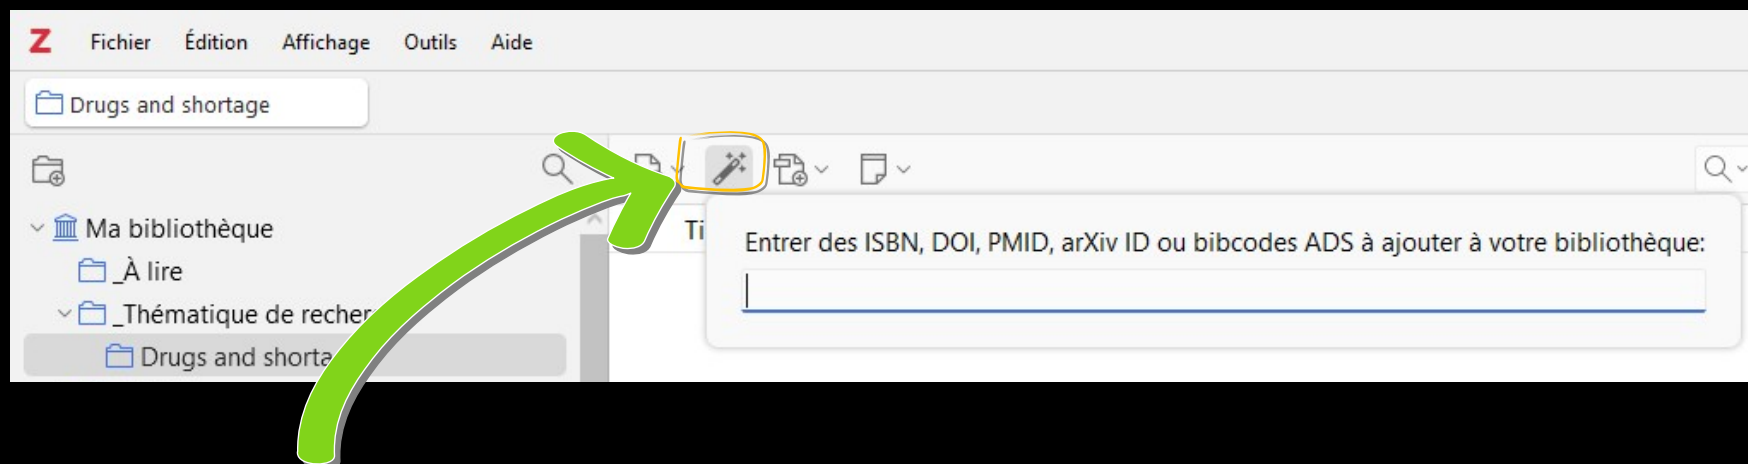 Z Fichier Édition Affichage Outils Aide
Drugs and shortage
Ma bibliothèque
_À lire
_Thématique de recher
Drugs and shorta
Ti
Entrer des ISBN, DOI, PMID, arXiv ID ou bibcodes ADS à ajouter à votre bibliothèque: